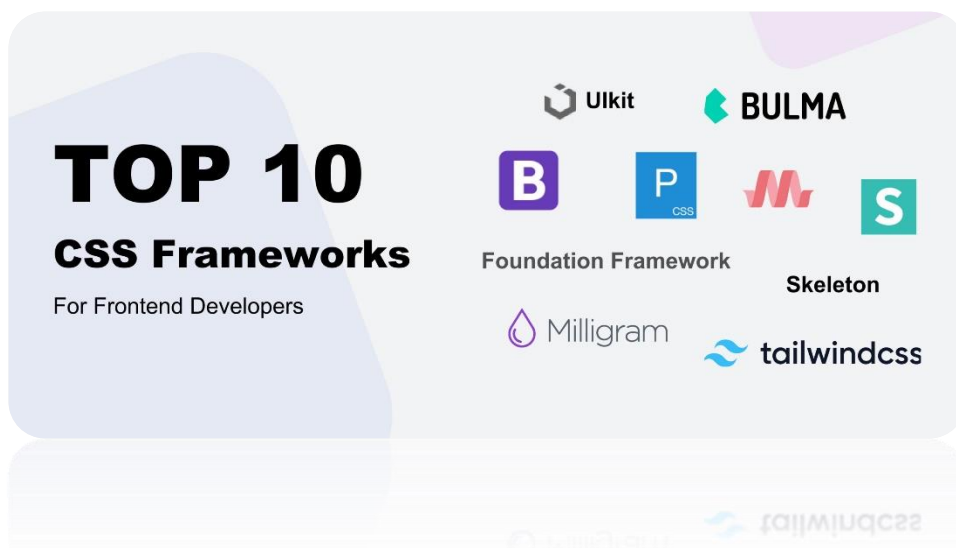 TOP 10
CSS Frameworks
For Frontend Developers
UIkit
BULMA
B
P
CSS
S
Foundation Framework
Skeleton
Milligram
tailwindcss